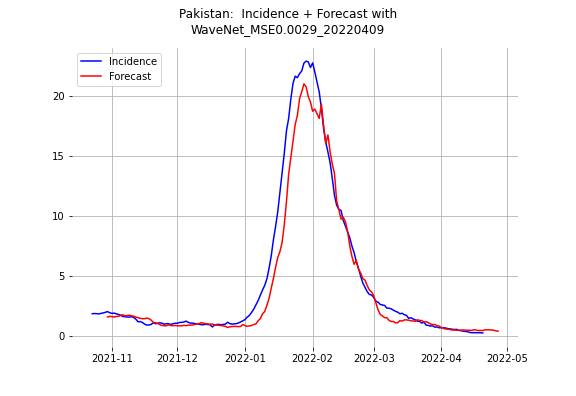 Pakistan:  Incidence + Forecast with
WaveNet_MSE0.0029_20220409
Incidence
Forecast
20
15
10
5
0
2021-11 2021-12 2022-01 2022-02 2022-03 2022-04 2022-05